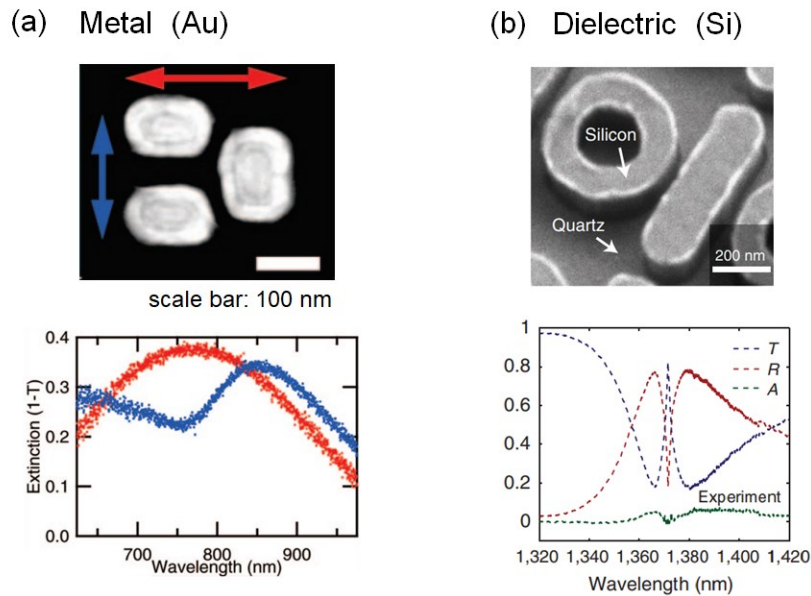 (a) Metal (Au)
(b) Dielectric (Si)
Silicon
Quartz
200 nm
scale bar: 100 nm
0.4
0.3
0.2
0.1
0.0
Extinction (1-T)
700
800
900
Wavelength (nm)
1
0.8
0.6
0.4
0.2
0
T
R
A
Experiment
1,320
1,340
1,360
1,380
1,400
1,420
Wavelength (nm)